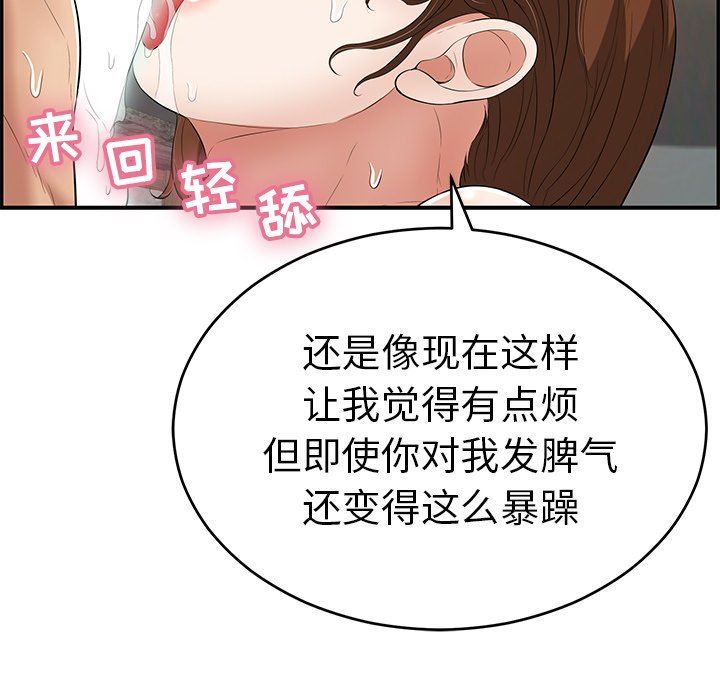 来回轻舔
还是像现在这样
让我觉得有点烦
但即使你对我发脾气
还变得这么暴躁